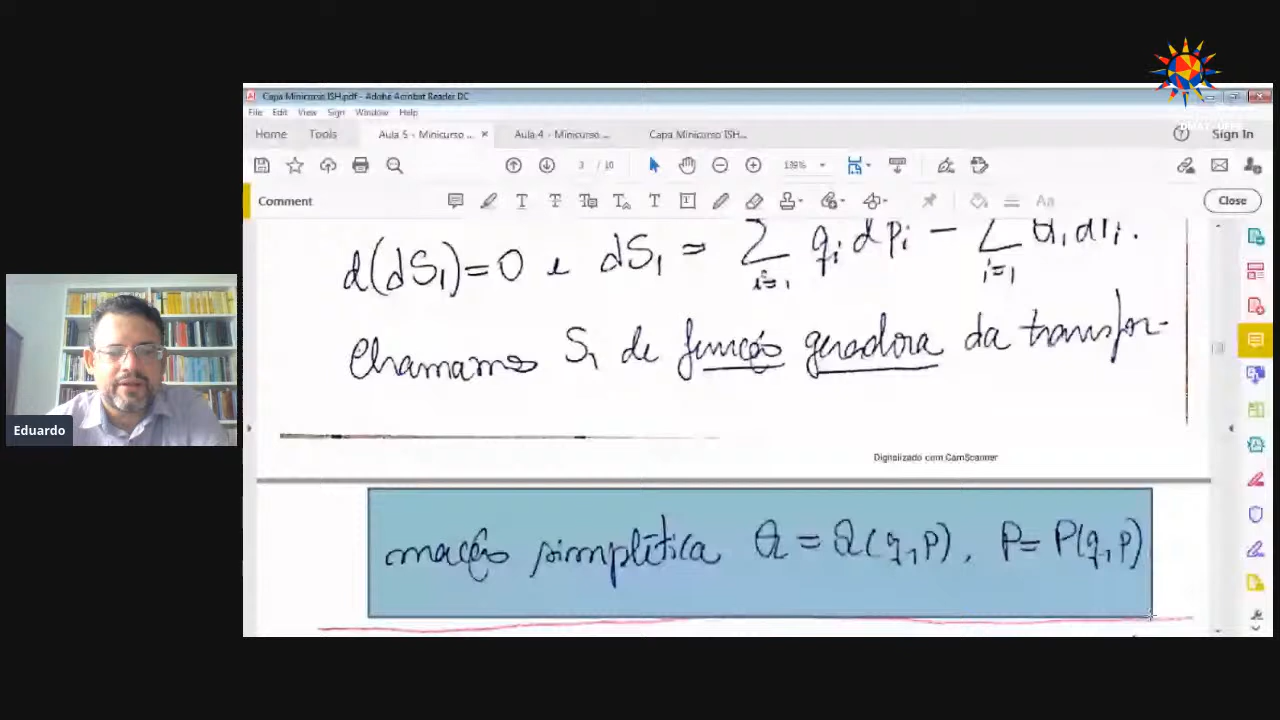 Capa Minicurso ISH.pdf - Adobe Acrobat Reader DC
File Edit View Sign Window Help
Home Tools Aula 5 - Minicurso ... × Aula 4 - Minicurso ... Capa Minicurso ISH... Sign In
3 / 10 139%
Comment Close
d(dS₁) = 0 e dS₁ = ∑ i=1 qᵢ dpᵢ − ∑ i=1 Qᵢ dPᵢ.
Chamamos S₁ de função geradora da transfor-
Digitalizado com CamScanner
mação simplética Q = Q(q,p), P = P(q,p)
Eduardo